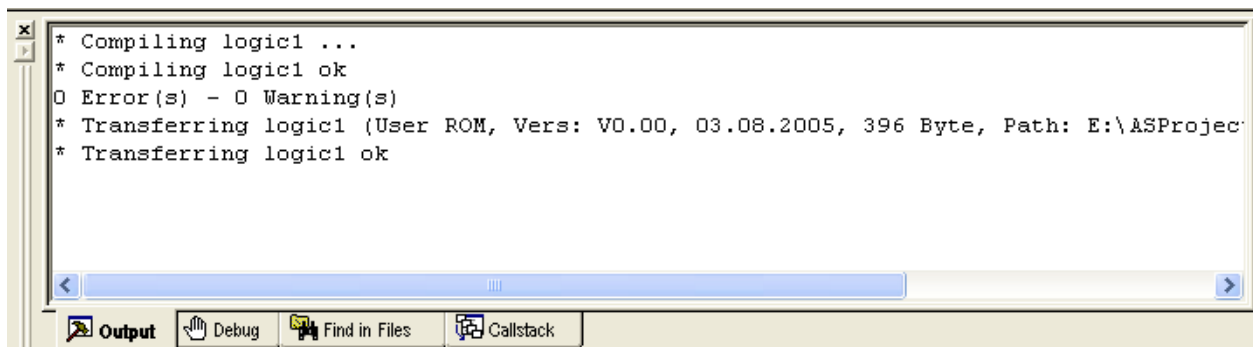 * Compiling logic1 ...
* Compiling logic1 ok
0 Error(s) - 0 Warning(s)
* Transferring logic1 (User ROM, Vers: V0.00, 03.08.2005, 396 Byte, Path: E:\ASProjec
* Transferring logic1 ok
Output Debug Find in Files Callstack